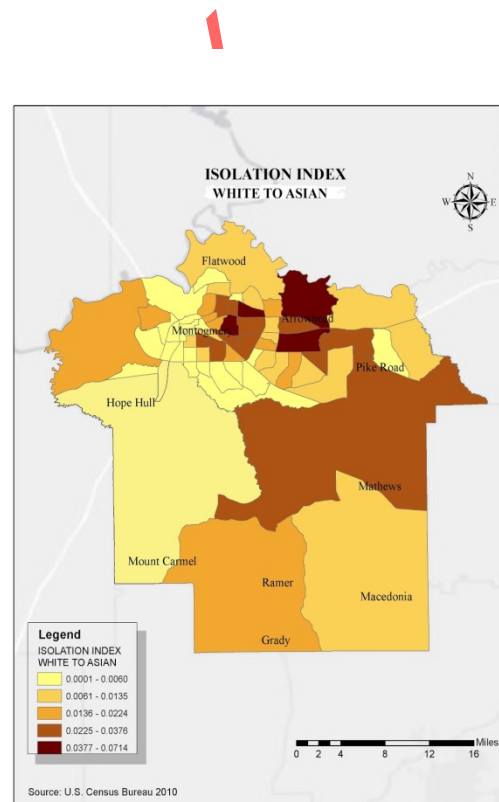 ISOLATION INDEX
WHITE TO ASIAN
N
W E
S
Flatwood
Montogmery
Arrowhead
Pike Road
Hope Hull
Mathews
Mount Carmel
Ramer
Macedonia
Grady
Legend
ISOLATION INDEX
WHITE TO ASIAN
0.0001 - 0.0060
0.0061 - 0.0135
0.0136 - 0.0224
0.0225 - 0.0376
0.0377 - 0.0714
Miles
0 2 4 8 12 16
Source: U.S. Census Bureau 2010